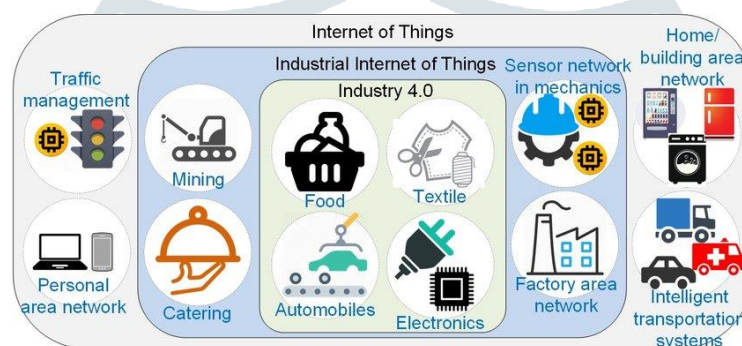 Internet of Things
Industrial Internet of Things
Industry 4.0
Traffic
management
Personal
area network
Mining
Catering
Food
Textile
Automobiles
Electronics
Sensor network
in mechanics
Factory area
network
Home/
building area
network
Intelligent
transportation
systems